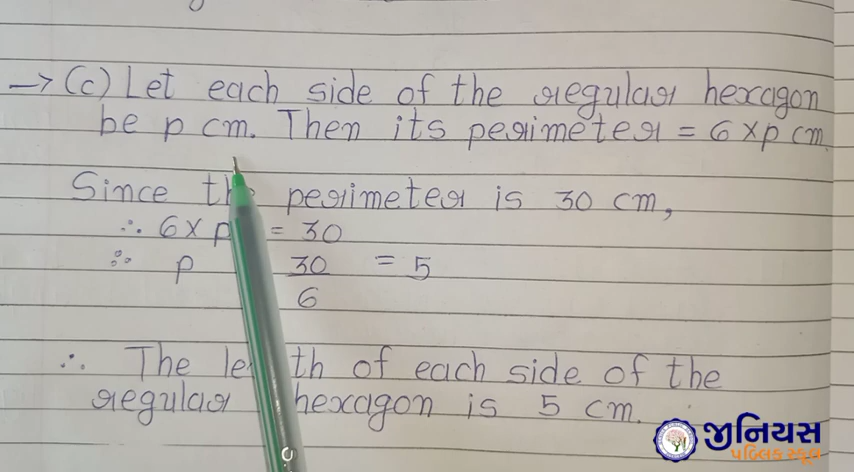 → (c) Let each side of the regular hexagon
be p cm. Then its perimeter = 6 × p cm.
Since the perimeter is 30 cm,
∴ 6 × p = 30
∴ p 30/6 = 5
∴ The length of each side of the
regular hexagon is 5 cm.
જીનિયસ
પબ્લિક સ્કૂલ